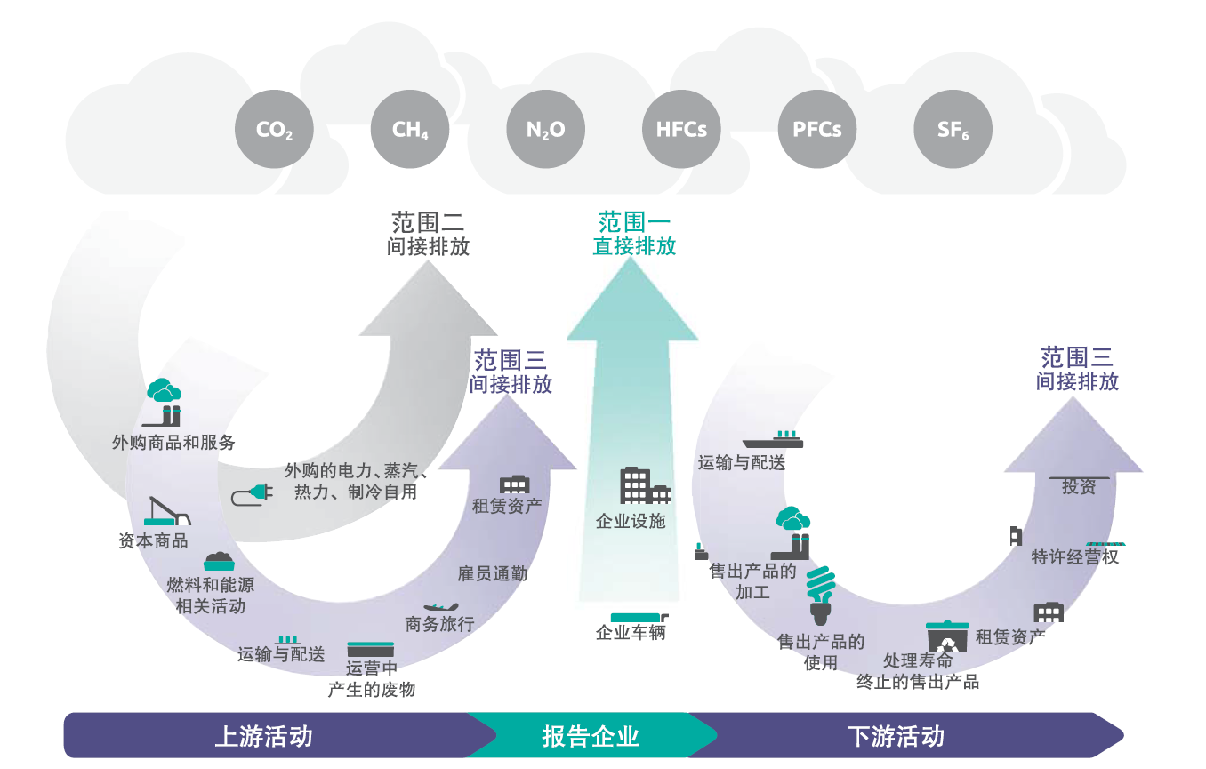 CO₂
CH₄
N₂O
HFCs
PFCs
SF₆
范围二
间接排放
范围一
直接排放
范围三
间接排放
范围三
间接排放
外购商品和服务
外购的电力、蒸汽、
热力、制冷自用
资本商品
燃料和能源
相关活动
运输与配送
运营中
产生的废物
商务旅行
雇员通勤
租赁资产
企业设施
企业车辆
运输与配送
售出产品的
加工
售出产品的
使用
处理寿命
终止的售出产品
租赁资产
特许经营权
投资
上游活动
报告企业
下游活动